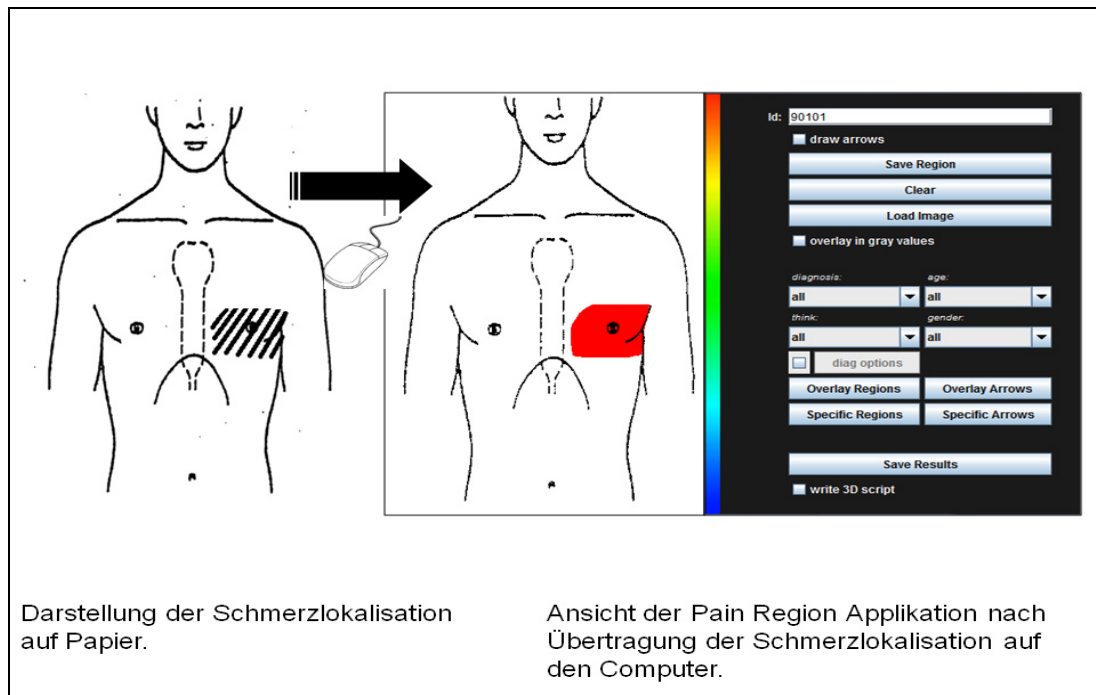 Id: 90101
draw arrows
Save Region
Clear
Load Image
overlay in gray values
diagnosis: age:
all all
think: gender:
all all
diag options
Overlay Regions Overlay Arrows
Specific Regions Specific Arrows
Save Results
write 3D script
Darstellung der Schmerzlokalisation
auf Papier.
Ansicht der Pain Region Applikation nach
Übertragung der Schmerzlokalisation auf
den Computer.